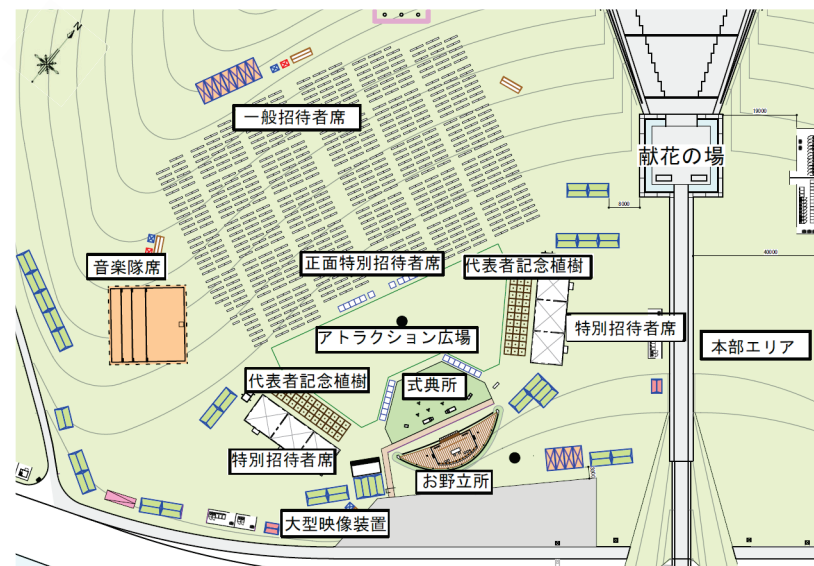 N
一般招待者席
10000
献花の場
8000
音楽隊席
正面特別招待者席
代表者記念植樹
40000
特別招待者席
アトラクション広場
本部エリア
代表者記念植樹
式典所
特別招待者席
お野立所
大型映像装置